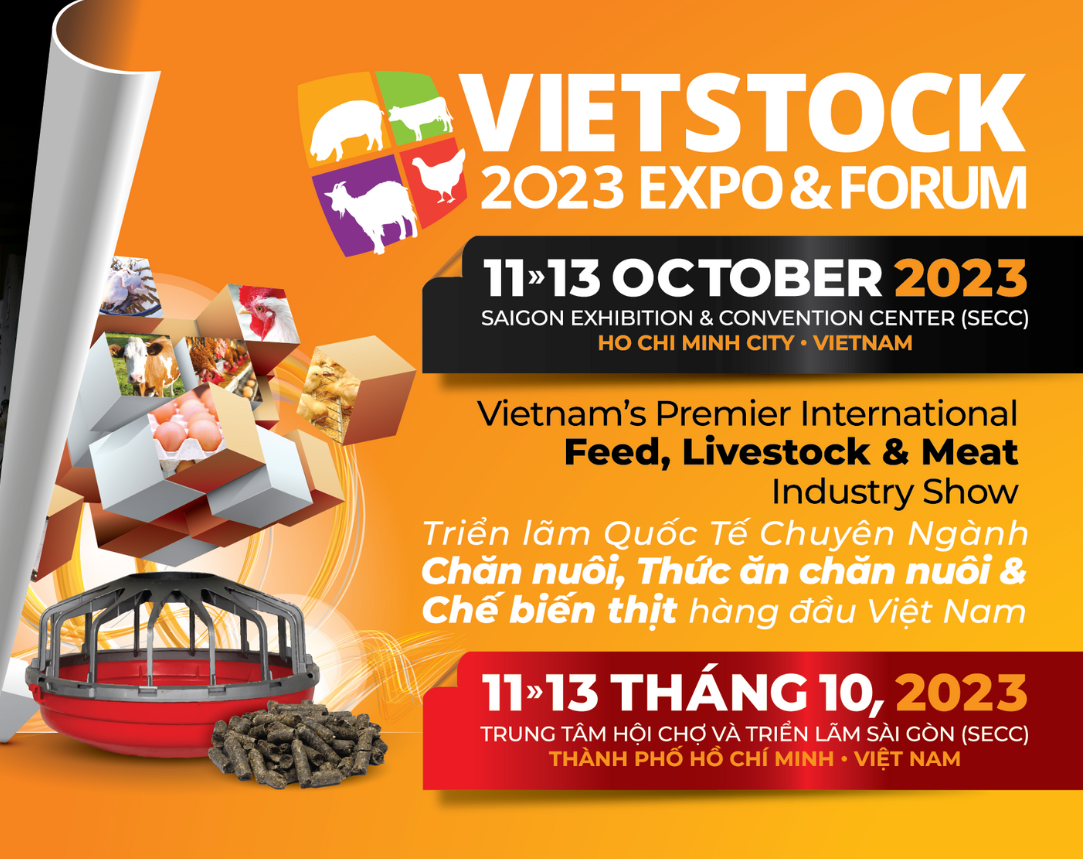 VIETSTOCK
2023 EXPO & FORUM
11»13 OCTOBER 2023
SAIGON EXHIBITION & CONVENTION CENTER (SECC)
HO CHI MINH CITY • VIETNAM
Vietnam's Premier International
Feed, Livestock & Meat
Industry Show
Triển lãm Quốc Tế Chuyên Ngành
Chăn nuôi, Thức ăn chăn nuôi &
Chế biến thịt hàng đầu Việt Nam
11»13 THÁNG 10, 2023
TRUNG TÂM HỘI CHỢ VÀ TRIỂN LÃM SÀI GÒN (SECC)
THÀNH PHỐ HỒ CHÍ MINH • VIỆT NAM